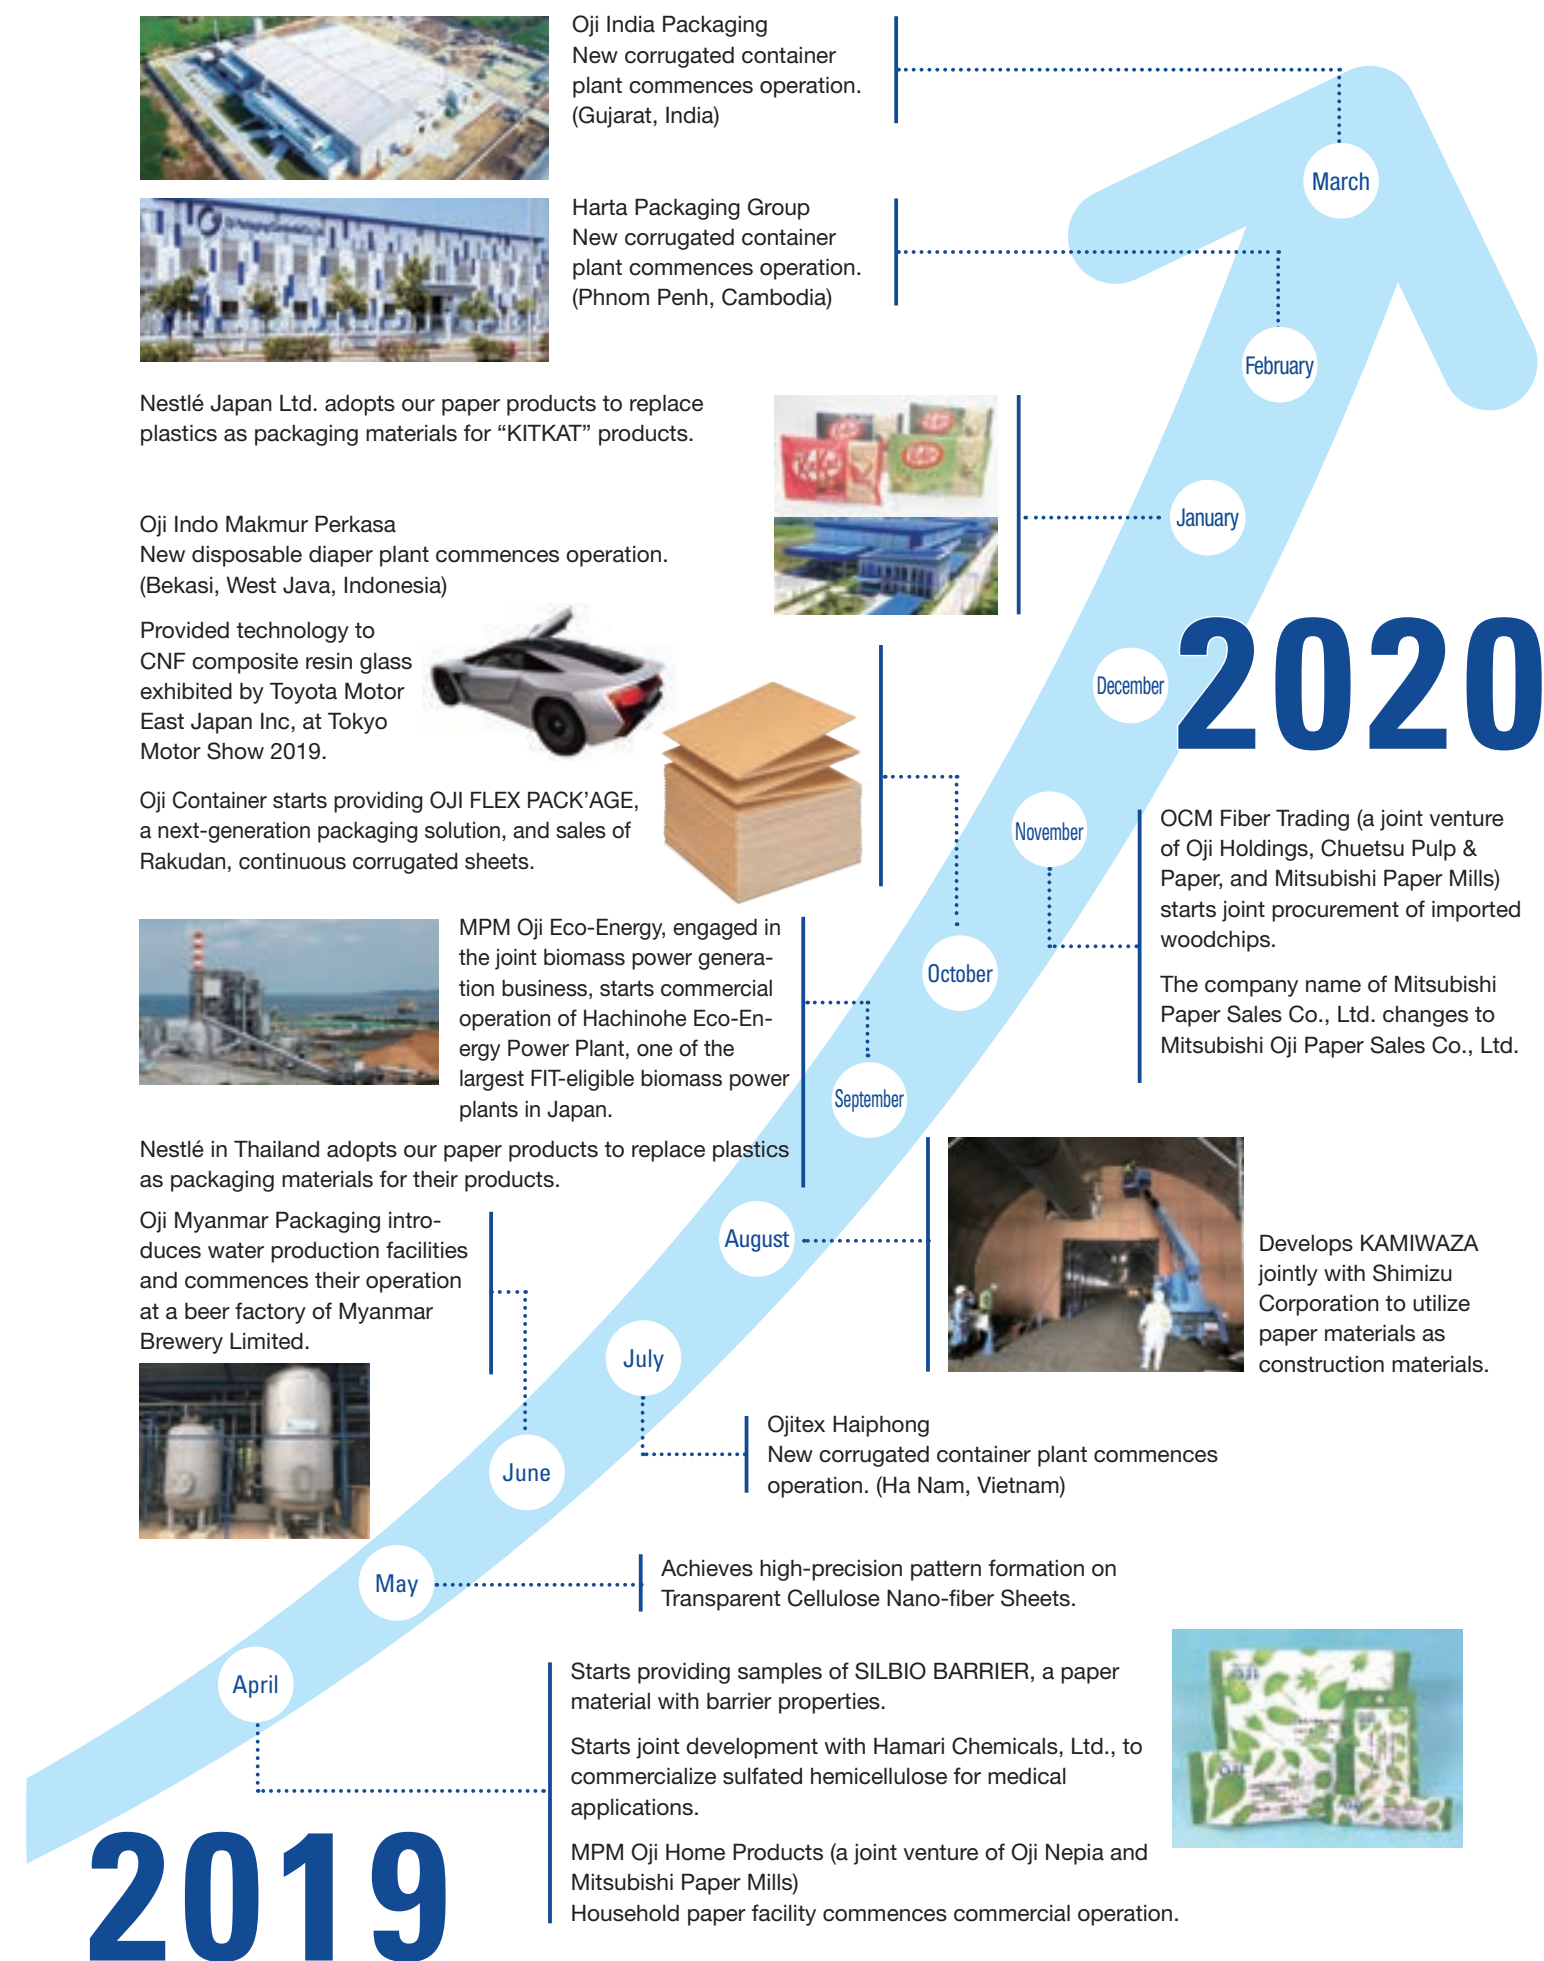 Oji India Packaging
New corrugated container
plant commences operation.
(Gujarat, India)
March
Harta Packaging Group
New corrugated container
plant commences operation.
(Phnom Penh, Cambodia)
February
Nestlé Japan Ltd. adopts our paper products to replace
plastics as packaging materials for “KITKAT” products.
Oji Indo Makmur Perkasa
New disposable diaper plant commences operation.
(Bekasi, West Java, Indonesia)
January
2020
December
Provided technology to
CNF composite resin glass
exhibited by Toyota Motor
East Japan Inc, at Tokyo
Motor Show 2019.
Oji Container starts providing OJI FLEX PACK’AGE,
a next-generation packaging solution, and sales of
Rakudan, continuous corrugated sheets.
November
OCM Fiber Trading (a joint venture
of Oji Holdings, Chuetsu Pulp &
Paper, and Mitsubishi Paper Mills)
starts joint procurement of imported
woodchips.
The company name of Mitsubishi
Paper Sales Co., Ltd. changes to
Mitsubishi Oji Paper Sales Co., Ltd.
October
MPM Oji Eco-Energy, engaged in
the joint biomass power genera-
tion business, starts commercial
operation of Hachinohe Eco-En-
ergy Power Plant, one of the
largest FIT-eligible biomass power
plants in Japan.
Nestlé in Thailand adopts our paper products to replace plastics
as packaging materials for their products.
September
August
Develops KAMIWAZA
jointly with Shimizu
Corporation to utilize
paper materials as
construction materials.
Oji Myanmar Packaging intro-
duces water production facilities
and commences their operation
at a beer factory of Myanmar
Brewery Limited.
July
Ojitex Haiphong
New corrugated container plant commences
operation. (Ha Nam, Vietnam)
June
May
Achieves high-precision pattern formation on
Transparent Cellulose Nano-fiber Sheets.
April
Starts providing samples of SILBIO BARRIER, a paper
material with barrier properties.
Starts joint development with Hamari Chemicals, Ltd., to
commercialize sulfated hemicellulose for medical
applications.
MPM Oji Home Products (a joint venture of Oji Nepia and
Mitsubishi Paper Mills)
Household paper facility commences commercial operation.
2019